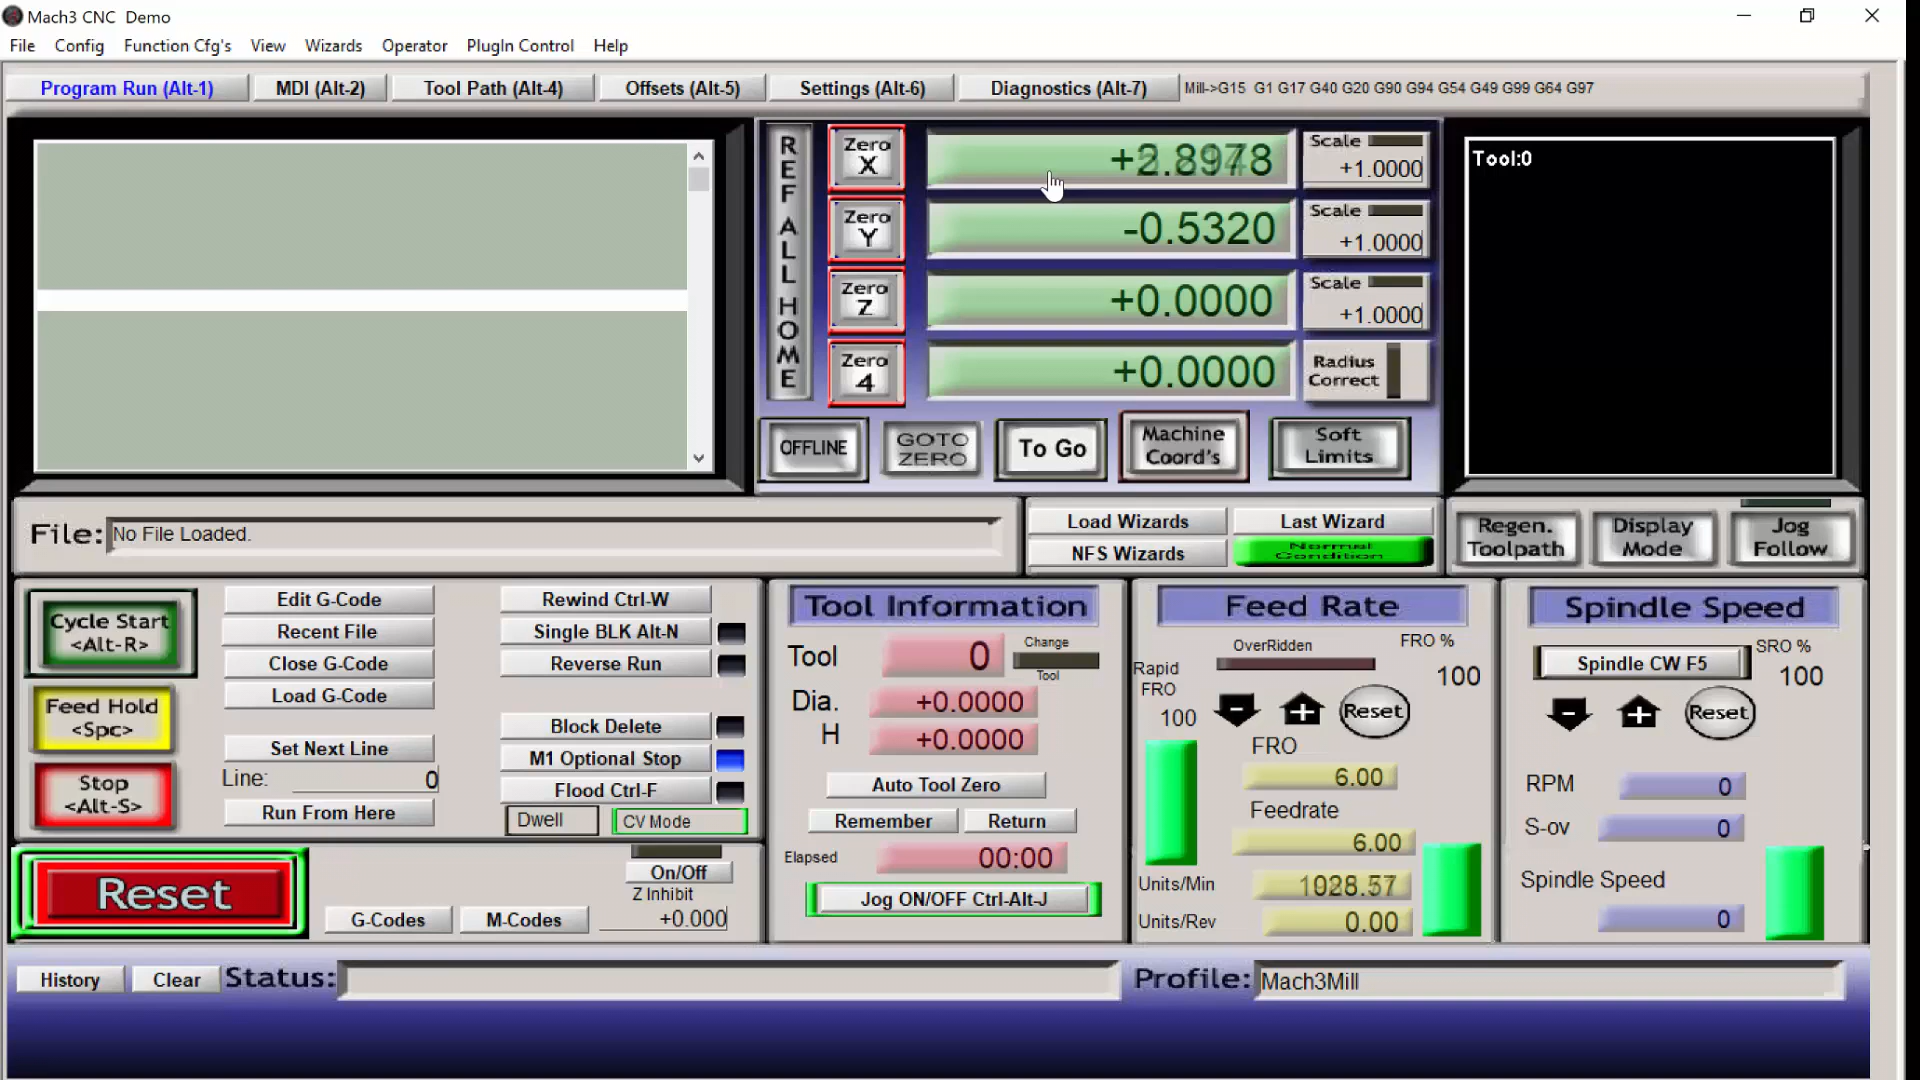 Mach3 CNC  Demo
File Config Function Cfg's View Wizards Operator PlugIn Control Help
Program Run (Alt-1) MDI (Alt-2) Tool Path (Alt-4) Offsets (Alt-5) Settings (Alt-6) Diagnostics (Alt-7) Mill->G15  G1 G17 G40 G20 G90 G94 G54 G49 G99 G64 G97
REF ALL HOME
Zero X +2.8978 Scale +1.0000
Zero Y -0.5320 Scale +1.0000
Zero Z +0.0000 Scale +1.0000
Zero 4 +0.0000 Radius Correct
OFFLINE GOTO ZERO To Go Machine Coord's Soft Limits
Tool:0
File: No File Loaded.
Load Wizards Last Wizard
NFS Wizards Normal Condition
Regen. Toolpath Display Mode Jog Follow
Cycle Start <Alt-R>
Feed Hold <Spc>
Stop <Alt-S>
Edit G-Code
Recent File
Close G-Code
Load G-Code
Set Next Line
Line: 0
Run From Here
Rewind Ctrl-W
Single BLK Alt-N
Reverse Run
Block Delete
M1 Optional Stop
Flood Ctrl-F
Dwell CV Mode
Reset
G-Codes M-Codes
On/Off
Z Inhibit
+0.000
Tool Information
Tool 0 Change Tool
Dia. +0.0000
H +0.0000
Auto Tool Zero
Remember Return
Elapsed 00:00
Jog ON/OFF Ctrl-Alt-J
Feed Rate
OverRidden FRO %
100
Rapid FRO
100
Reset
FRO
6.00
Feedrate
6.00
Units/Min 1028.57
Units/Rev 0.00
Spindle Speed
Spindle CW F5 SRO %
100
Reset
RPM 0
S-ov 0
Spindle Speed
0
History Clear Status:
Profile: Mach3Mill